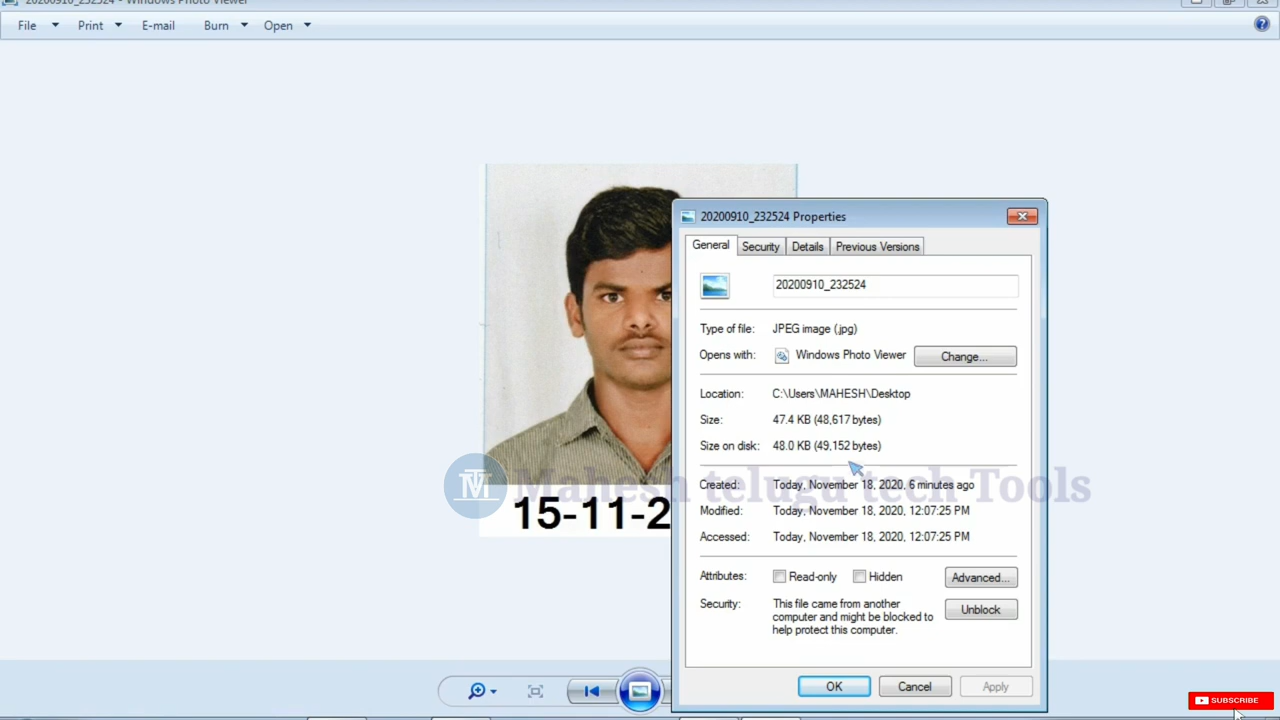 20200910_232524 - Windows Photo Viewer
File Print E-mail Burn Open
20200910_232524 Properties
General Security Details Previous Versions
20200910_232524
Type of file: JPEG image (.jpg)
Opens with: Windows Photo Viewer Change...
Location: C:\Users\MAHESH\Desktop
Size: 47.4 KB (48,617 bytes)
Size on disk: 48.0 KB (49,152 bytes)
Mahesh telugu tech Tools
Created: Today, November 18, 2020, 6 minutes ago
15-11-2
Modified: Today, November 18, 2020, 12:07:25 PM
Accessed: Today, November 18, 2020, 12:07:25 PM
Attributes: Read-only Hidden Advanced...
Security: This file came from another
computer and might be blocked to
help protect this computer.
Unblock
OK Cancel Apply
SUBSCRIBE